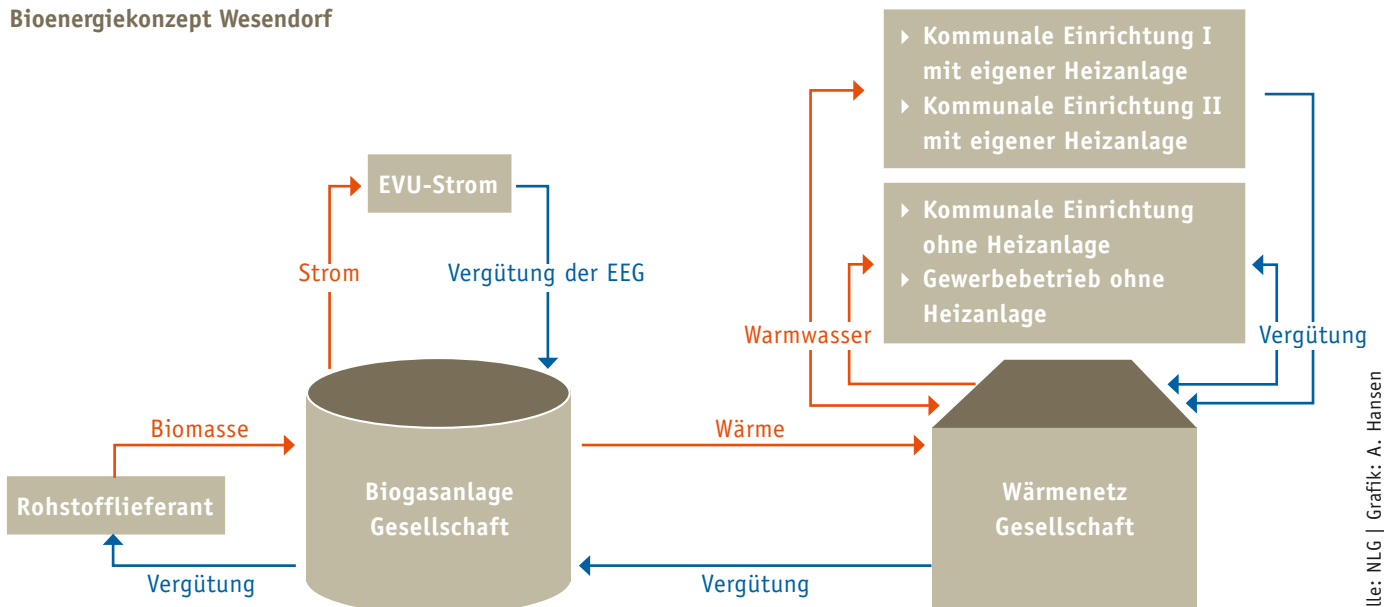 Bioenergiekonzept Wesendorf
▸ Kommunale Einrichtung I
mit eigener Heizanlage
▸ Kommunale Einrichtung II
mit eigener Heizanlage
EVU-Strom
▸ Kommunale Einrichtung
ohne Heizanlage
▸ Gewerbebetrieb ohne
Heizanlage
Strom
Vergütung der EEG
Warmwasser
Vergütung
Biomasse
Wärme
Rohstofflieferant
Biogasanlage
Gesellschaft
Wärmenetz
Gesellschaft
Vergütung
Vergütung
NLG | Grafik: A. Hansen